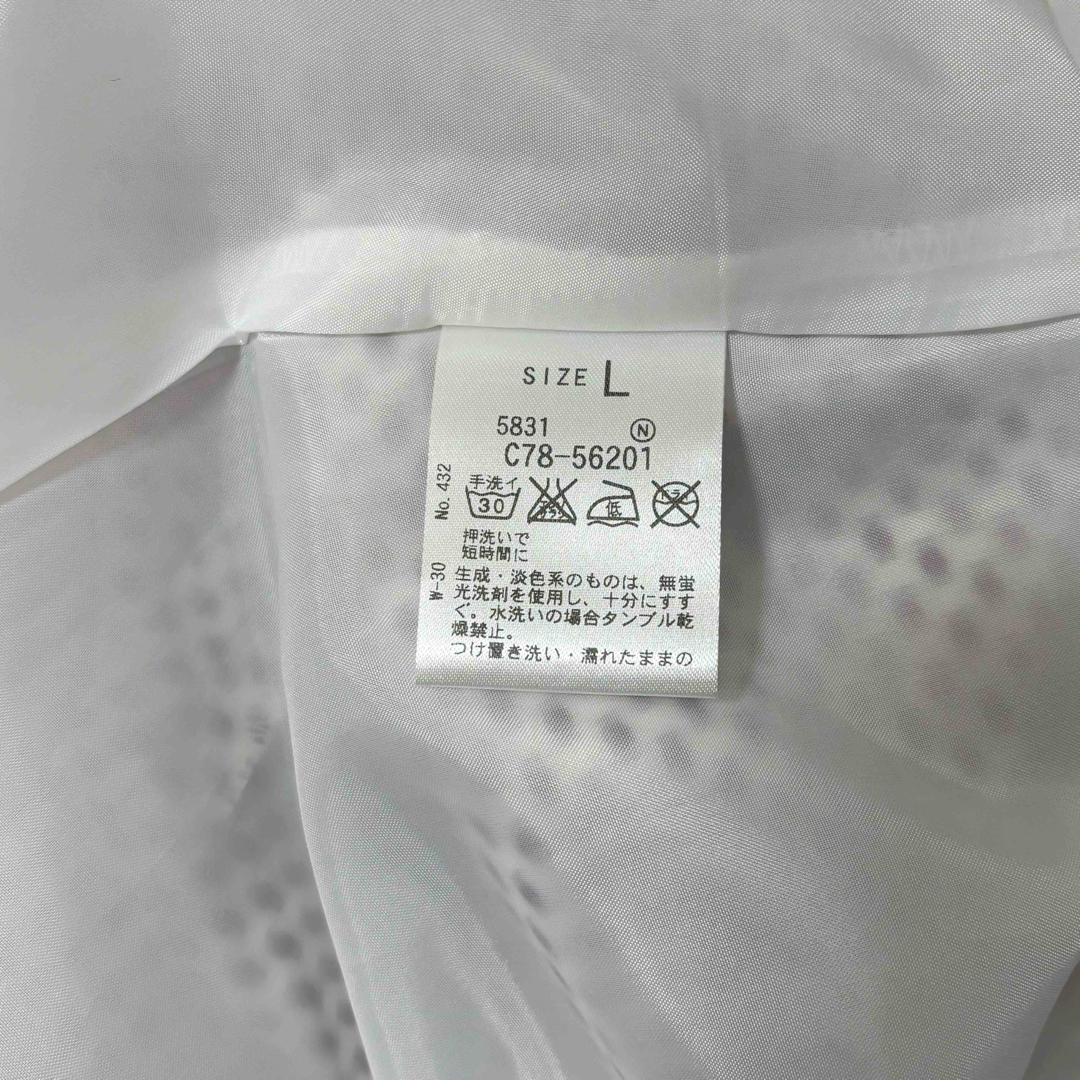 SIZE L
5831 Ⓝ
C78-56201
No. 432
手洗イ
30
低
ドライ
押洗いで
短時間に
W-30
生成・淡色系のものは、無蛍
光洗剤を使用し、十分にすす
ぐ。水洗いの場合タンブル乾
燥禁止。
つけ置き洗い・濡れたままの